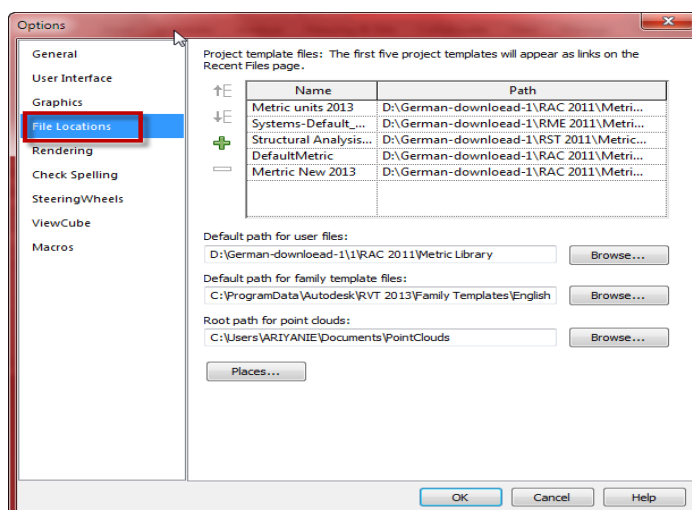 Options
General
User Interface
Graphics
File Locations
Rendering
Check Spelling
SteeringWheels
ViewCube
Macros
Project template files: The first five project templates will appear as links on the
Recent Files page.
Name Path
Metric units 2013 D:\German-downloead-1\RAC 2011\Metri...
Systems-Default_... D:\German-downloead-1\RME 2011\Metri...
Structural Analysis... D:\German-downloead-1\RST 2011\Metric...
DefaultMetric D:\German-downloead-1\RAC 2011\Metri...
Mertric New 2013 D:\German-downloead-1\RAC 2011\Metri...
Default path for user files:
D:\German-downloead-1\1\RAC 2011\Metric Library Browse...
Default path for family template files:
C:\ProgramData\Autodesk\RVT 2013\Family Templates\English Browse...
Root path for point clouds:
C:\Users\ARIYANIE\Documents\PointClouds Browse...
Places...
OK Cancel Help